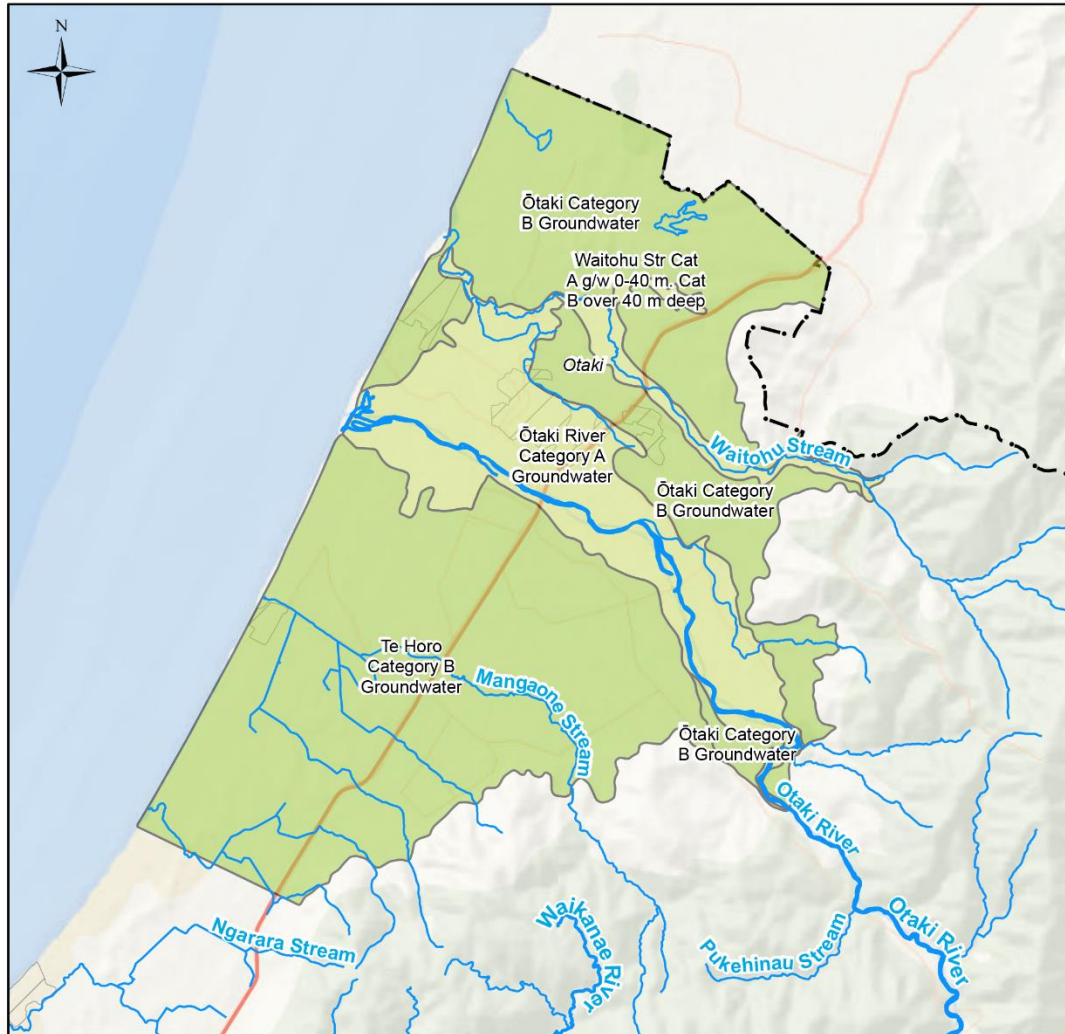 N
Ōtaki Category
B Groundwater
Waitohu Str Cat
A g/w 0-40 m. Cat
B over 40 m deep
Otaki
Ōtaki River
Category A
Groundwater
Waitohu Stream
Ōtaki Category
B Groundwater
Te Horo
Category B
Groundwater
Mangaone Stream
Ōtaki Category
B Groundwater
Otaki River
Otaki River
Waikanae River
Pukehinau Stream
Ngarara Stream